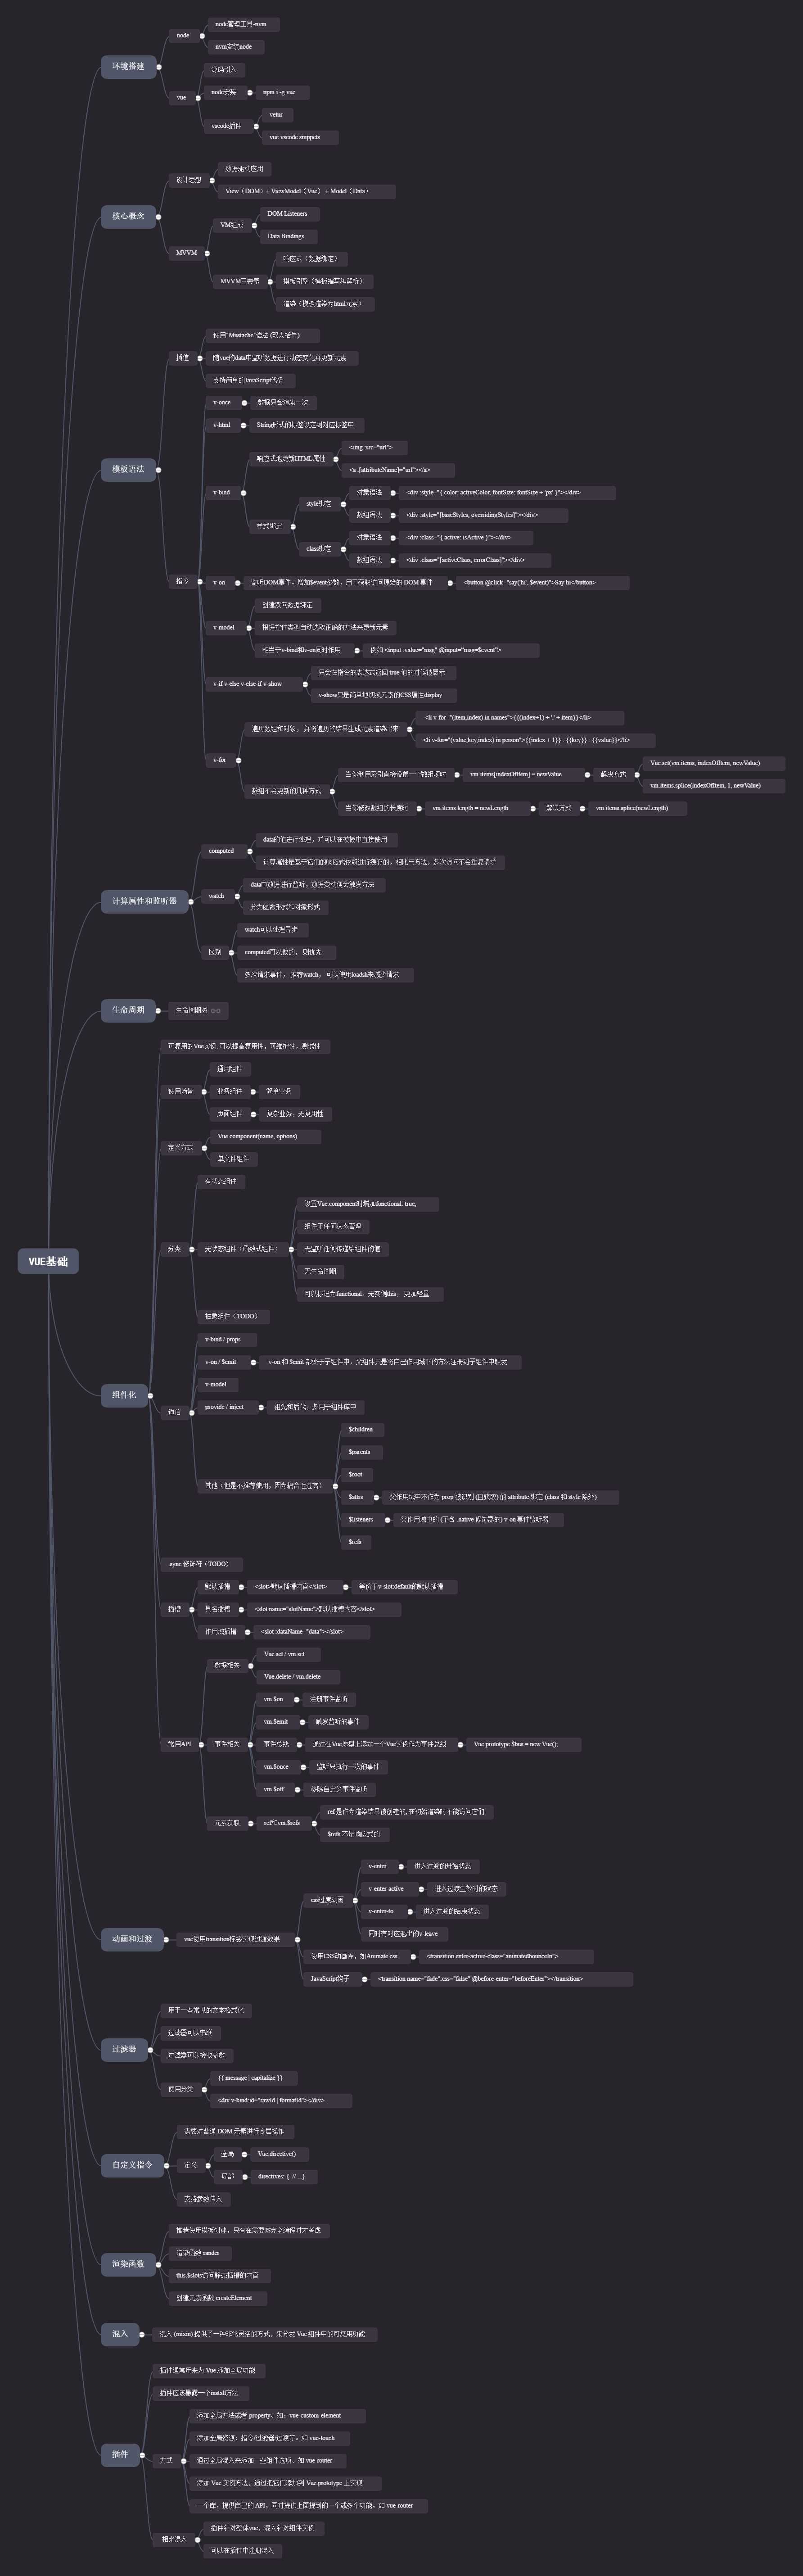 VUE基础
环境搭建
node
node管理工具-nvm
nvm安装node
vue
源码引入
node安装
npm i -g vue
vscode插件
vetur
vue vscode snippets
核心概念
设计思想
数据驱动应用
View（DOM）+ ViewModel（Vue）+ Model（Data）
MVVM
VM组成
DOM Listeners
Data Bindings
MVVM三要素
响应式（数据绑定）
模板引擎（模板编写和解析）
渲染（模板渲染为html元素）
模板语法
插值
使用"Mustache"语法 (双大括号)
随vue的data中监听数据进行动态变化并更新元素
支持简单的JavaScript代码
指令
v-once
数据只会渲染一次
v-html
String形式的标签设定到对应标签中
v-bind
响应式地更新HTML属性
<img :src="url">
<a :[attributeName]="url"></a>
样式绑定
style绑定
对象语法
<div :style="{ color: activeColor, fontSize: fontSize + 'px' }"></div>
数组语法
<div :style="[baseStyles, overridingStyles]"></div>
class绑定
对象语法
<div :class="{ active: isActive }"></div>
数组语法
<div :class="[activeClass, errorClass]"></div>
v-on
监听DOM事件，增加$event参数，用于获取访问原始的 DOM 事件
<button @click="say('hi', $event)">Say hi</button>
v-model
创建双向数据绑定
根据控件类型自动选取正确的方法来更新元素
相当于v-bind和v-on同时作用
例如 <input :value="msg" @input="msg=$event">
v-if v-else v-else-if v-show
只会在指令的表达式返回 true 值的时候被展示
v-show只是简单地切换元素的CSS属性display
v-for
遍历数组和对象， 并将遍历的结果生成元素渲染出来
<li v-for="(item,index) in names">{{(index+1) + '.' + item}}</li>
<li v-for="(value,key,index) in person">{{index + 1}} . {{key}} : {{value}}</li>
数组不会更新的几种方式
当你利用索引直接设置一个数组项时
vm.items[indexOfItem] = newValue
解决方式
Vue.set(vm.items, indexOfItem, newValue)
vm.items.splice(indexOfItem, 1, newValue)
当你修改数组的长度时
vm.items.length = newLength
解决方式
vm.items.splice(newLength)
计算属性和监听器
computed
data的值进行处理，并可以在模板中直接使用
计算属性是基于它们的响应式依赖进行缓存的，相比与方法，多次访问不会重复请求
watch
data中数据进行监听，数据变动便会触发方法
分为函数形式和对象形式
区别
watch可以处理异步
computed可以做的， 则优先
多次请求事件， 推荐watch， 可以使用loadsh来减少请求
生命周期
生命周期图
组件化
可复用的Vue实例, 可以提高复用性，可维护性，测试性
使用场景
通用组件
业务组件
简单业务
页面组件
复杂业务，无复用性
定义方式
Vue.component(name, options)
单文件组件
分类
有状态组件
无状态组件（函数式组件）
设置Vue.component时增加functional: true,
组件无任何状态管理
无监听任何传递给组件的值
无生命周期
可以标记为functional，无实例this， 更加轻量
抽象组件（TODO）
通信
v-bind / props
v-on / $emit
v-on 和 $emit 都处于子组件中，父组件只是将自己作用域下的方法注册到子组件中触发
v-model
provide / inject
祖先和后代，多用于组件库中
其他（但是不推荐使用，因为耦合性过高）
$children
$parents
$root
$attrs
父作用域中不作为 prop 被识别 (且获取) 的 attribute 绑定 (class 和 style 除外)
$listeners
父作用域中的 (不含 .native 修饰器的) v-on 事件监听器
$refs
.sync 修饰符（TODO）
插槽
默认插槽
<slot>默认插槽内容</slot>
等价于v-slot:default的默认插槽
具名插槽
<slot name="slotName">默认插槽内容</slot>
作用域插槽
<slot :dataName="data"></slot>
常用API
数据相关
Vue.set / vm.set
Vue.delete / vm.delete
事件相关
vm.$on
注册事件监听
vm.$emit
触发监听的事件
事件总线
通过在Vue原型上添加一个Vue实例作为事件总线
Vue.prototype.$bus = new Vue();
vm.$once
监听只执行一次的事件
vm.$off
移除自定义事件监听
元素获取
ref和vm.$refs
ref 是作为渲染结果被创建的, 在初始渲染时不能访问它们
$refs 不是响应式的
动画和过渡
vue使用transition标签实现过渡效果
css过度动画
v-enter
进入过渡的开始状态
v-enter-active
进入过渡生效时的状态
v-enter-to
进入过渡的结束状态
同时有对应退出的v-leave
使用CSS动画库，如Animate.css
<transition enter-active-class="animatedbounceIn">
JavaScript钩子
<transition name="fade":css="false" @before-enter="beforeEnter"></transition>
过滤器
用于一些常见的文本格式化
过滤器可以串联
过滤器可以接收参数
使用分类
{{ message | capitalize }}
<div v-bind:id="rawId | formatId"></div>
自定义指令
需要对普通 DOM 元素进行底层操作
定义
全局
Vue.directive()
局部
directives: { // ...}
支持参数传入
渲染函数
推荐使用模板创建，只有在需要JS完全编程时才考虑
渲染函数 rander
this.$slots访问静态插槽的内容
创建元素函数 createElement
混入
混入 (mixin) 提供了一种非常灵活的方式，来分发 Vue 组件中的可复用功能
插件
插件通常用来为 Vue 添加全局功能
插件应该暴露一个install方法
方式
添加全局方法或者 property。如：vue-custom-element
添加全局资源：指令/过滤器/过渡等。如 vue-touch
通过全局混入来添加一些组件选项。如 vue-router
添加 Vue 实例方法，通过把它们添加到 Vue.prototype 上实现
一个库，提供自己的 API，同时提供上面提到的一个或多个功能。如 vue-router
相比混入
插件针对整体vue，混入针对组件实例
可以在插件中注册混入